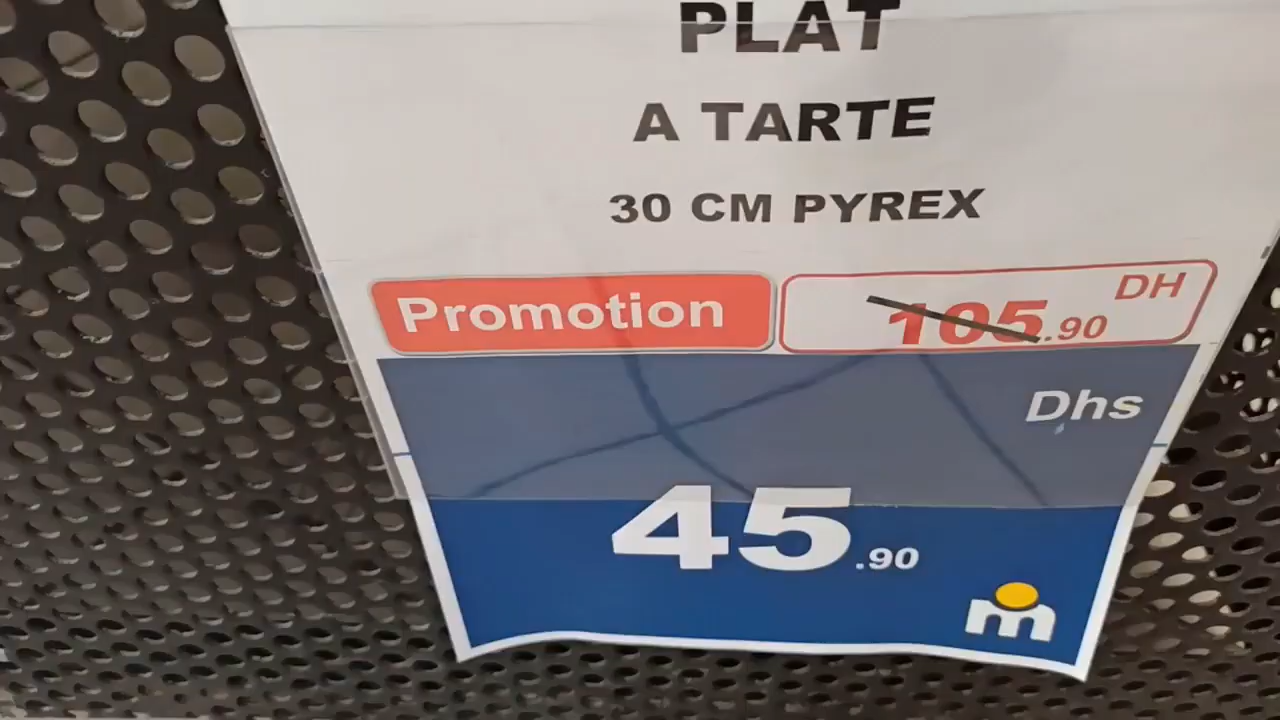 PLAT
A TARTE
30 CM PYREX
Promotion
105.90 DH
Dhs
45.90
m